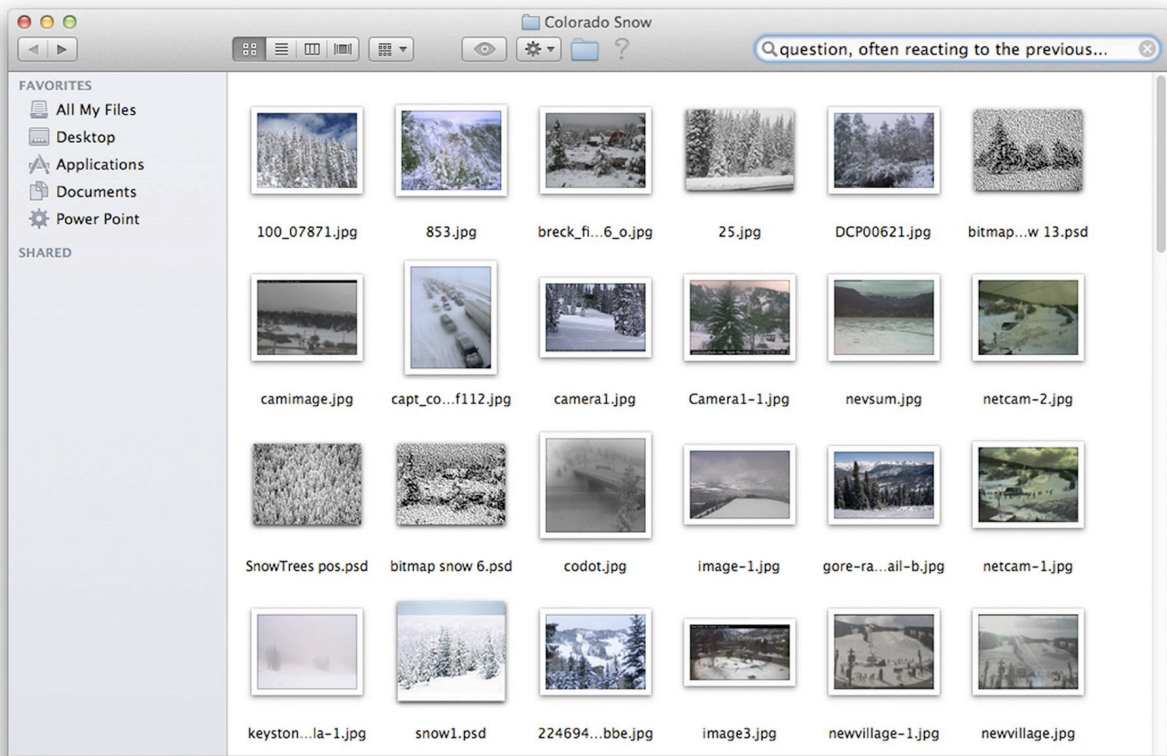 Colorado Snow
question, often reacting to the previous...
FAVORITES
All My Files
Desktop
Applications
Documents
Power Point
SHARED
100_07871.jpg
853.jpg
breck_fi...6_o.jpg
25.jpg
DCP00621.jpg
bitmap...w 13.psd
camimage.jpg
capt_co...f112.jpg
camera1.jpg
Camera1-1.jpg
nevsum.jpg
netcam-2.jpg
SnowTrees pos.psd
bitmap snow 6.psd
codot.jpg
image-1.jpg
gore-ra...ail-b.jpg
netcam-1.jpg
keyston...la-1.jpg
snow1.psd
224694...bbe.jpg
image3.jpg
newvillage-1.jpg
newvillage.jpg